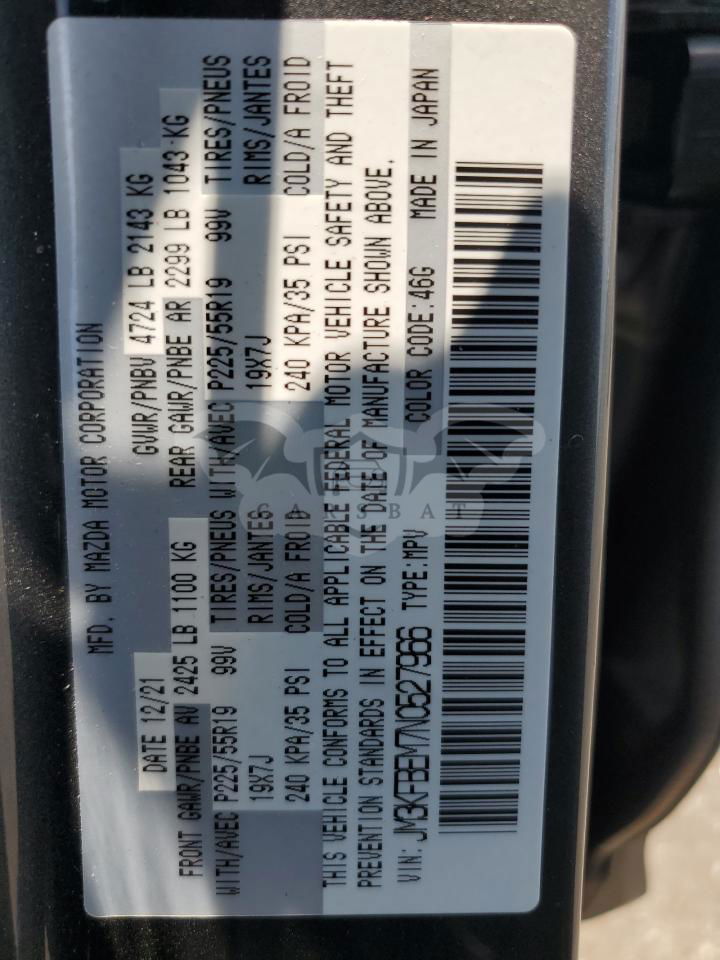 MFD. BY MAZDA MOTOR CORPORATION
DATE 12/21 GVWR/PNBV 4724 LB 2143 KG
FRONT GAWR/PNBE AV 2425 LB 1100 KG REAR GAWR/PNBE AR 2299 LB 1043 KG
WITH/AVEC P225/55R19 99V TIRES/PNEUS WITH/AVEC P225/55R19 99V TIRES/PNEUS
19X7J RIMS/JANTES 19X7J RIMS/JANTES
240 KPA/35 PSI COLD/A FROID 240 KPA/35 PSI COLD/A FROID
THIS VEHICLE CONFORMS TO ALL APPLICABLE FEDERAL MOTOR VEHICLE SAFETY AND THEFT
PREVENTION STANDARDS IN EFFECT ON THE DATE OF MANUFACTURE SHOWN ABOVE.
VIN: JM3KFBEM7N0527966 TYPE:MPV COLOR CODE:46G MADE IN JAPAN
CARSBAT